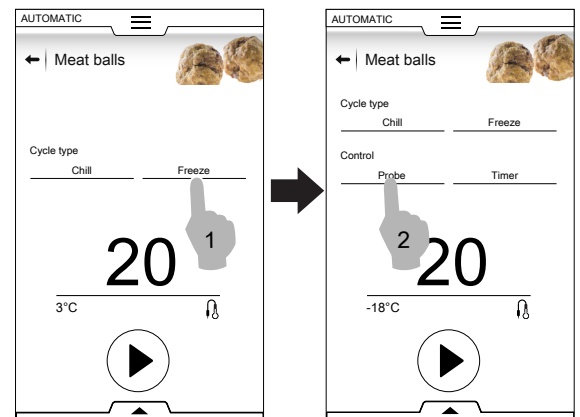 AUTOMATIC
Meat balls
Cycle type
Chill Freeze
1
20
3°C
AUTOMATIC
Meat balls
Cycle type
Chill Freeze
Control
Probe Timer
2
20
-18°C